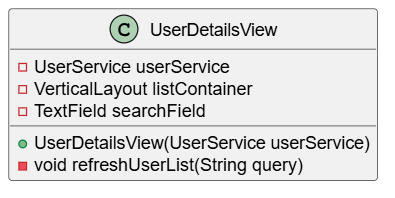 C UserDetailsView
UserService userService
VerticalLayout listContainer
TextField searchField
UserDetailsView(UserService userService)
void refreshUserList(String query)